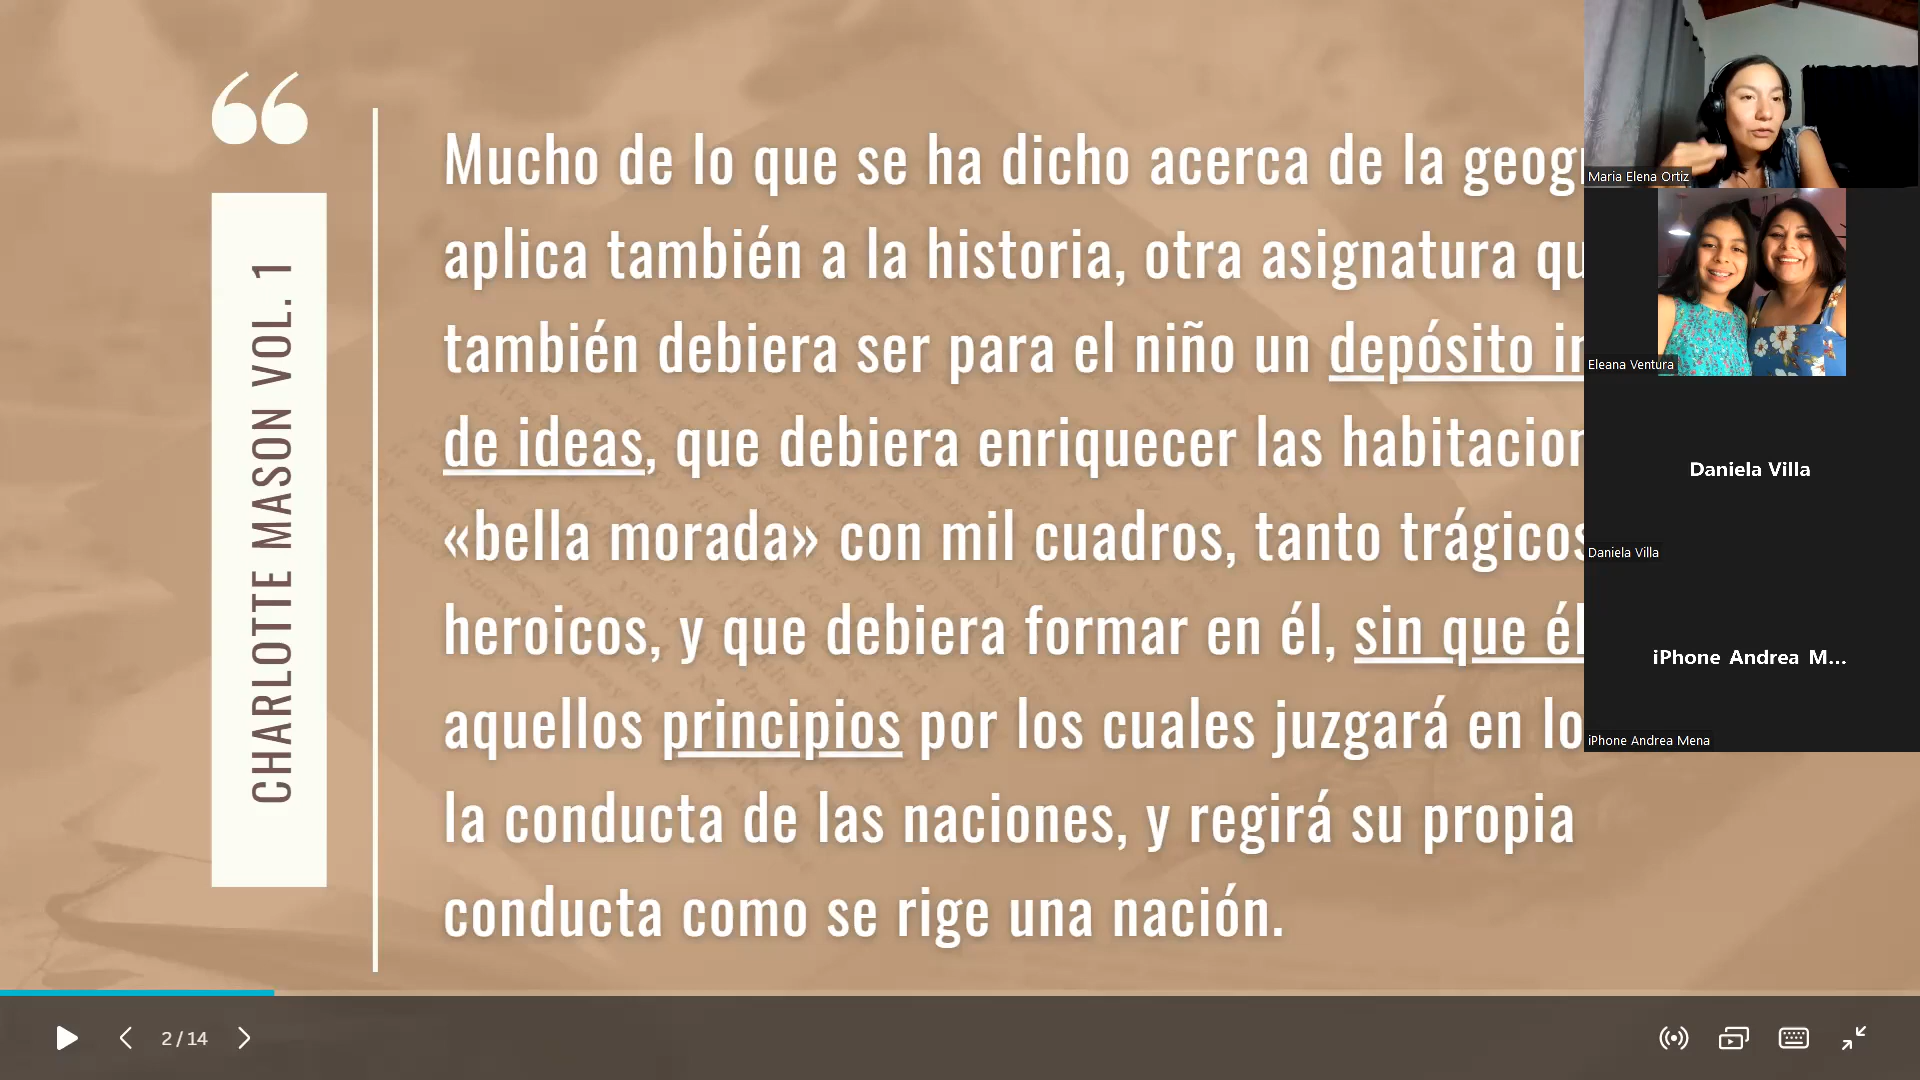 “
CHARLOTTE MASON VOL. 1
Mucho de lo que se ha dicho acerca de la
aplica también a la historia, otra asignatura
también debiera ser para el niño un depósito
de ideas, que debiera enriquecer las
«bella morada» con mil cuadros, tanto trágicos
heroicos, y que debiera formar en él, sin que él
aquellos principios por los cuales juzgará en
la conducta de las naciones, y regirá su propia
conducta como se rige una nación.
Maria Elena Ortiz
Eleana Ventura
Daniela Villa
Daniela Villa
iPhone Andrea M...
iPhone Andrea Mena
2 / 14